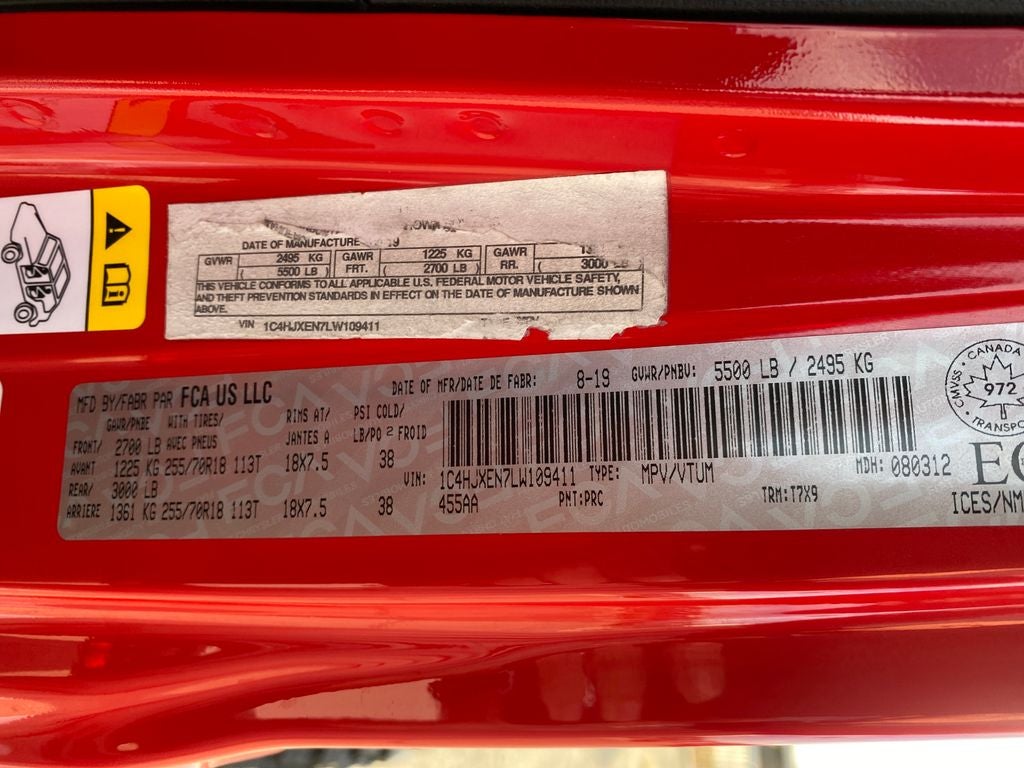 DATE OF MANUFACTURE 19
GVWR 2495 KG (5500 LB) GAWR FRT. 1225 KG (2700 LB) GAWR RR. 13 (3000 LB
THIS VEHICLE CONFORMS TO ALL APPLICABLE U.S. FEDERAL MOTOR VEHICLE SAFETY,
AND THEFT PREVENTION STANDARDS IN EFFECT ON THE DATE OF MANUFACTURE SHOWN
ABOVE.
VIN 1C4HJXEN7LW109411
MFD BY/FABR PAR FCA US LLC DATE OF MFR/DATE DE FABR: 8-19 GVWR/PNBV: 5500 LB / 2495 KG
GAWR/PNBE WITH TIRES/ RIMS AT/ PSI COLD/
FRONT/ 2700 LB AVEC PNEUS JANTES A LB/PO2 FROID
AVANT 1225 KG 255/70R18 113T 18X7.5 38
REAR/ 3000 LB
ARRIERE 1361 KG 255/70R18 113T 18X7.5 38
VIN: 1C4HJXEN7LW109411 TYPE: MPV/VTUM MDH: 080312
455AA PNT:PRC TRM:T7X9
CANADA
CMVSS
972
TRANSPO
EC
ICES/NM